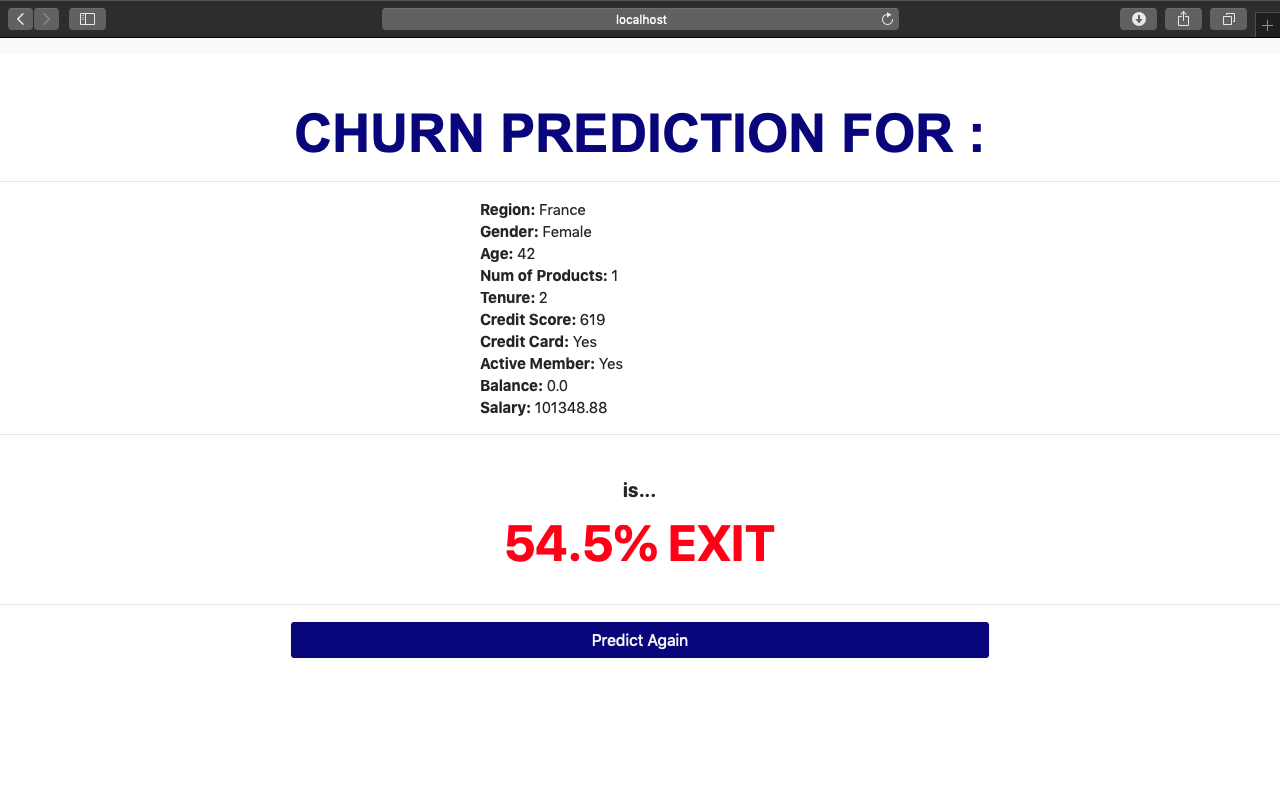 localhost
CHURN PREDICTION FOR :
Region: France
Gender: Female
Age: 42
Num of Products: 1
Tenure: 2
Credit Score: 619
Credit Card: Yes
Active Member: Yes
Balance: 0.0
Salary: 101348.88
is...
54.5% EXIT
Predict Again